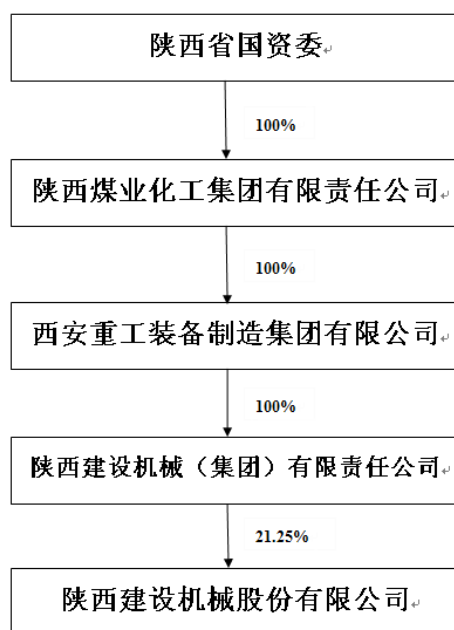 陕西省国资委
100%
陕西煤业化工集团有限责任公司
100%
西安重工装备制造集团有限公司
100%
陕西建设机械（集团）有限责任公司
21.25%
陕西建设机械股份有限公司